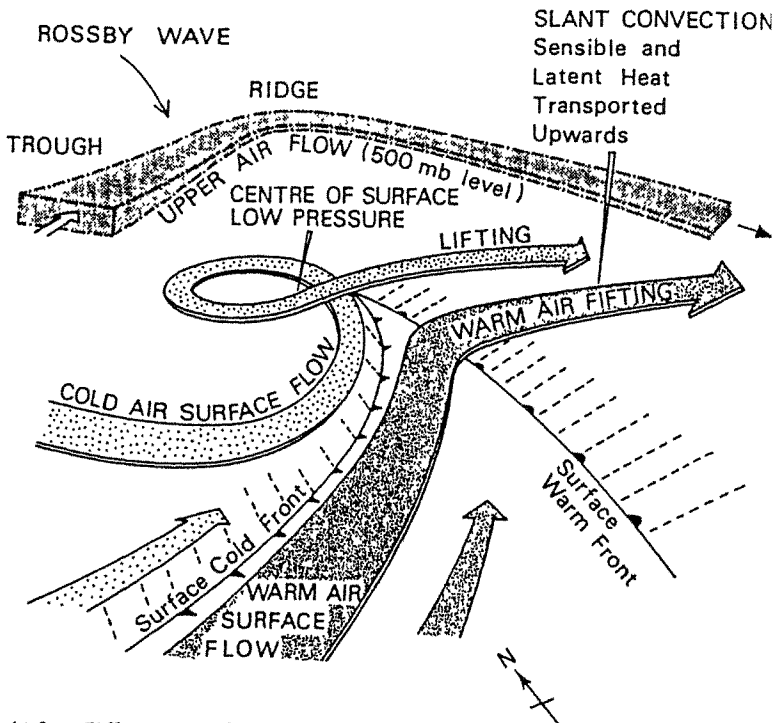 ROSSBY WAVE
SLANT CONVECTION
Sensible and
Latent Heat
Transported
Upwards
RIDGE
TROUGH
UPPER AIR FLOW (500 mb level)
CENTRE OF SURFACE
LOW PRESSURE
LIFTING
WARM AIR FIFTING
COLD AIR SURFACE FLOW
Surface Cold Front
Surface
Warm Front
WARM AIR
SURFACE
FLOW
N